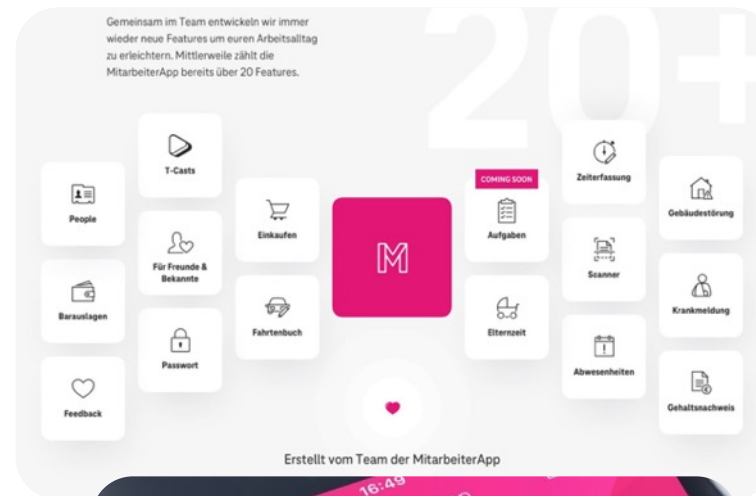 Gemeinsam im Team entwickeln wir immer
wieder neue Features um euren Arbeitsalltag
zu erleichtern. Mittlerweile zählt die
MitarbeiterApp bereits über 20 Features.
20+
T-Casts
People
Für Freunde &
Bekannte
Barauslagen
Passwort
Feedback
Einkaufen
Fahrtenbuch
M
COMING SOON
Aufgaben
Elternzeit
Zeiterfassung
Scanner
Abwesenheiten
Gebäudestörung
Krankmeldung
Gehaltsnachweis
Erstellt vom Team der MitarbeiterApp
16:49